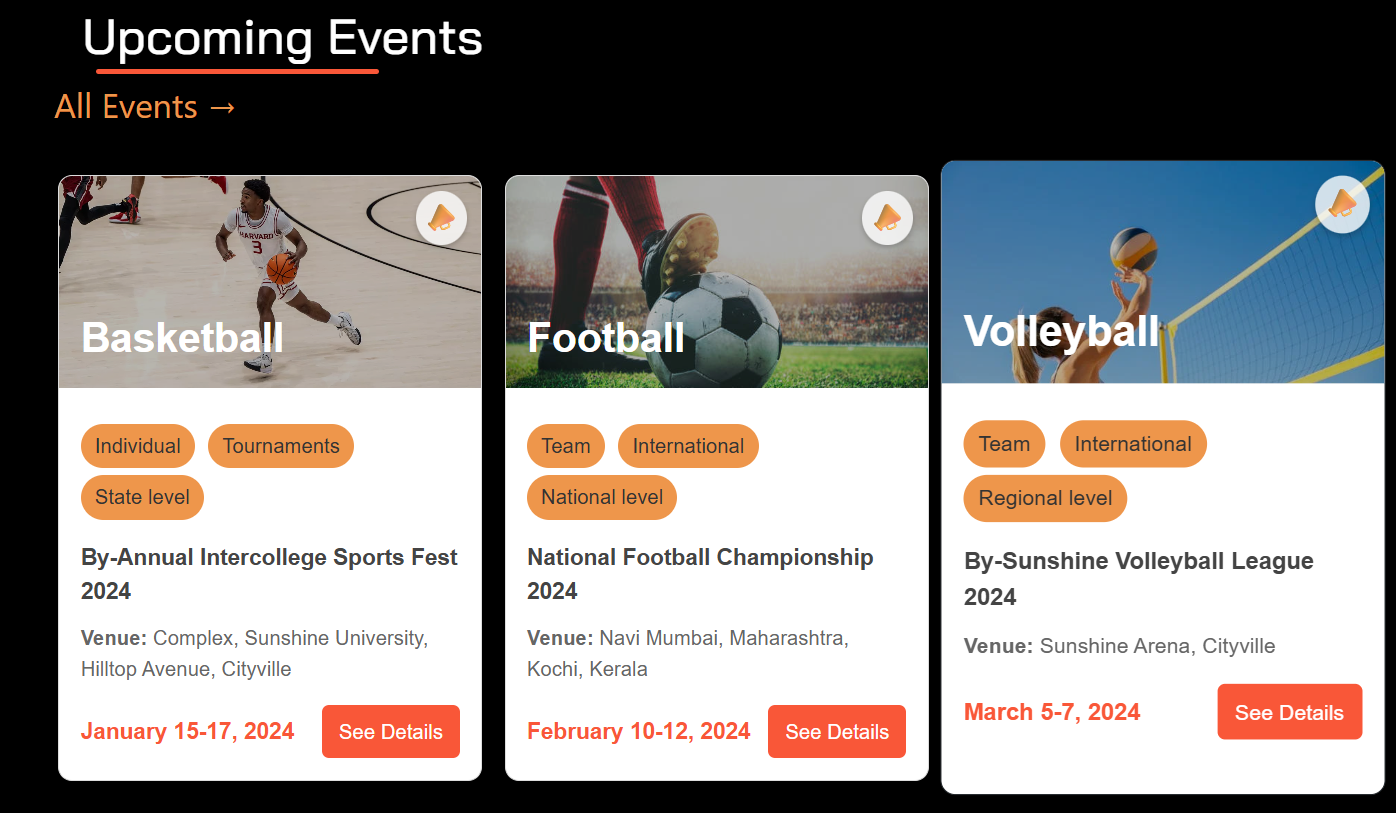 Upcoming Events
All Events →
HARVARD
3
Basketball
Individual Tournaments
State level
By-Annual Intercollege Sports Fest
2024
Venue: Complex, Sunshine University,
Hilltop Avenue, Cityville
January 15-17, 2024 See Details
Football
Team International
National level
National Football Championship
2024
Venue: Navi Mumbai, Maharashtra,
Kochi, Kerala
February 10-12, 2024 See Details
Volleyball
Team International
Regional level
By-Sunshine Volleyball League
2024
Venue: Sunshine Arena, Cityville
March 5-7, 2024 See Details